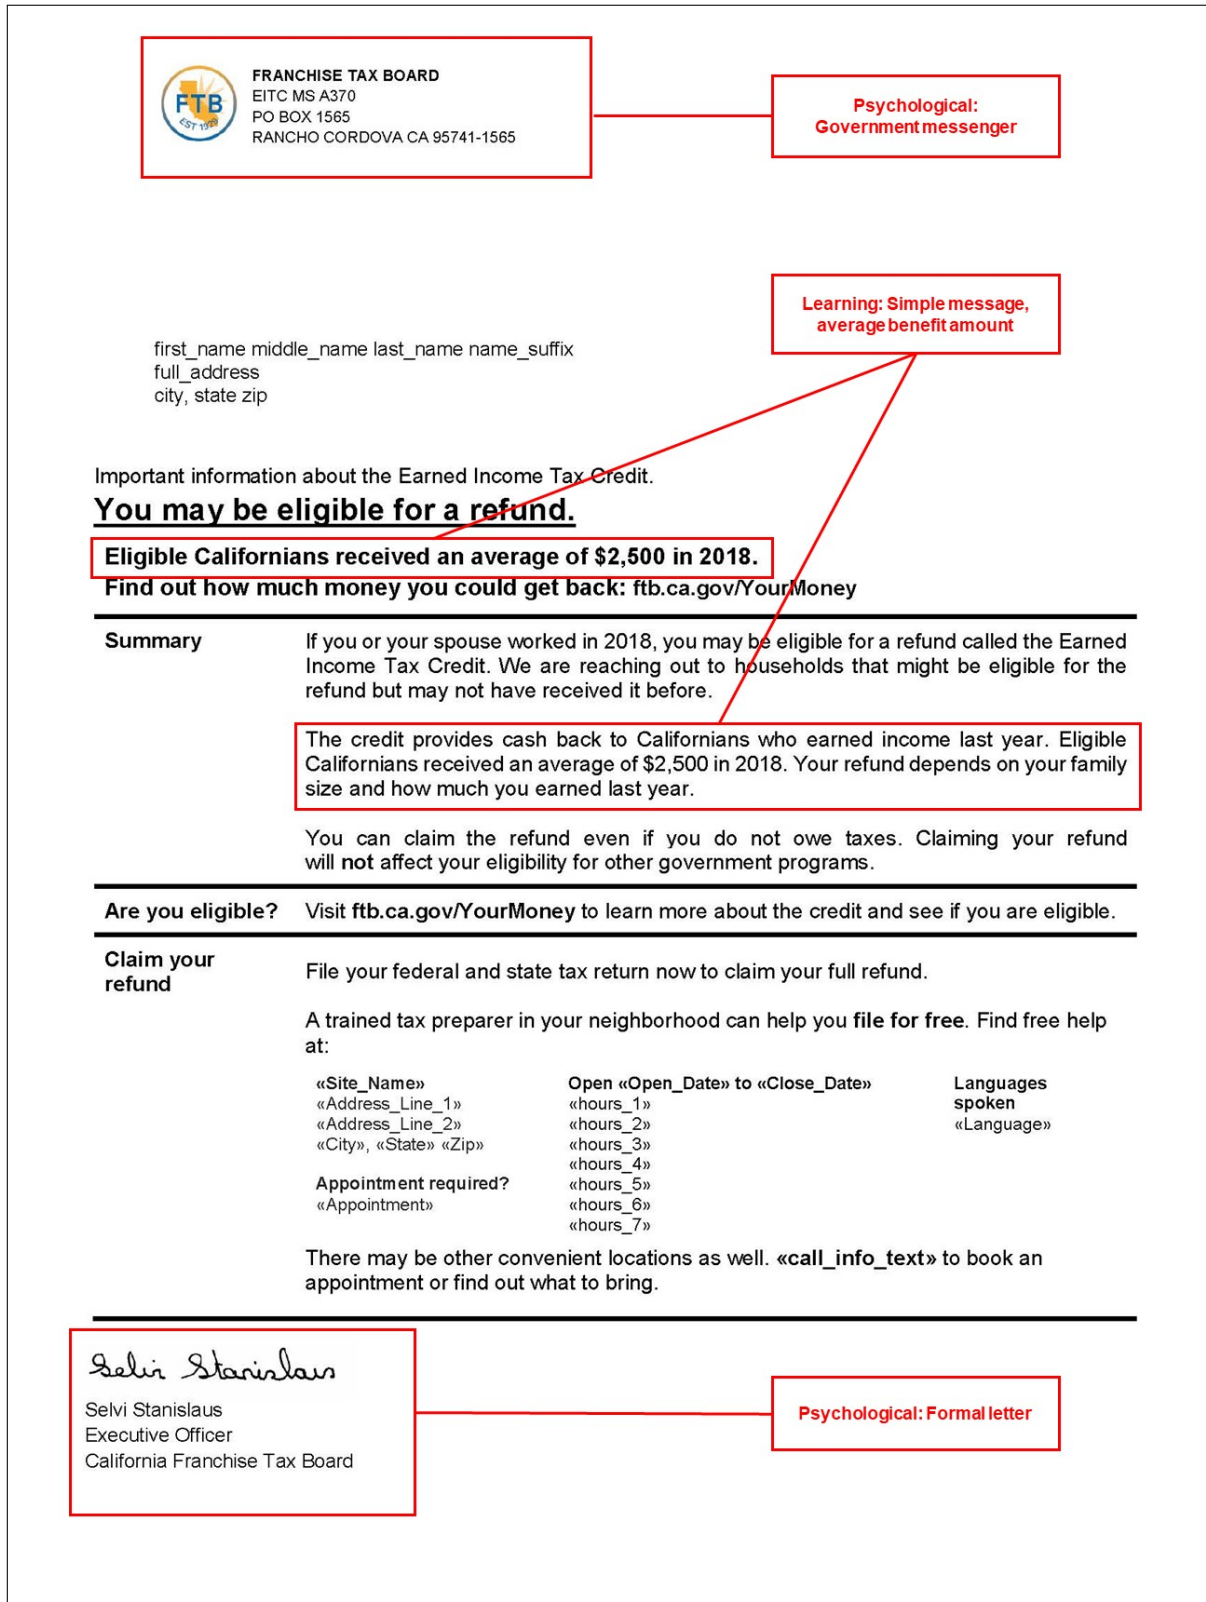 FTB
EST 1929
FRANCHISE TAX BOARD
EITC MS A370
PO BOX 1565
RANCHO CORDOVA CA 95741-1565
Psychological:
Government messenger
Learning: Simple message,
average benefit amount
first_name middle_name last_name name_suffix
full_address
city, state zip
Important information about the Earned Income Tax Credit.
You may be eligible for a refund.
Eligible Californians received an average of $2,500 in 2018.
Find out how much money you could get back: ftb.ca.gov/YourMoney
Summary
If you or your spouse worked in 2018, you may be eligible for a refund called the Earned
Income Tax Credit. We are reaching out to households that might be eligible for the
refund but may not have received it before.
The credit provides cash back to Californians who earned income last year. Eligible
Californians received an average of $2,500 in 2018. Your refund depends on your family
size and how much you earned last year.
You can claim the refund even if you do not owe taxes. Claiming your refund
will not affect your eligibility for other government programs.
Are you eligible?
Visit ftb.ca.gov/YourMoney to learn more about the credit and see if you are eligible.
Claim your
refund
File your federal and state tax return now to claim your full refund.
A trained tax preparer in your neighborhood can help you file for free. Find free help
at:
«Site_Name»
«Address_Line_1»
«Address_Line_2»
«City», «State» «Zip»
Appointment required?
«Appointment»
Open «Open_Date» to «Close_Date»
«hours_1»
«hours_2»
«hours_3»
«hours_4»
«hours_5»
«hours_6»
«hours_7»
Languages
spoken
«Language»
There may be other convenient locations as well. «call_info_text» to book an
appointment or find out what to bring.
Selvi Stanislaus
Selvi Stanislaus
Executive Officer
California Franchise Tax Board
Psychological: Formal letter